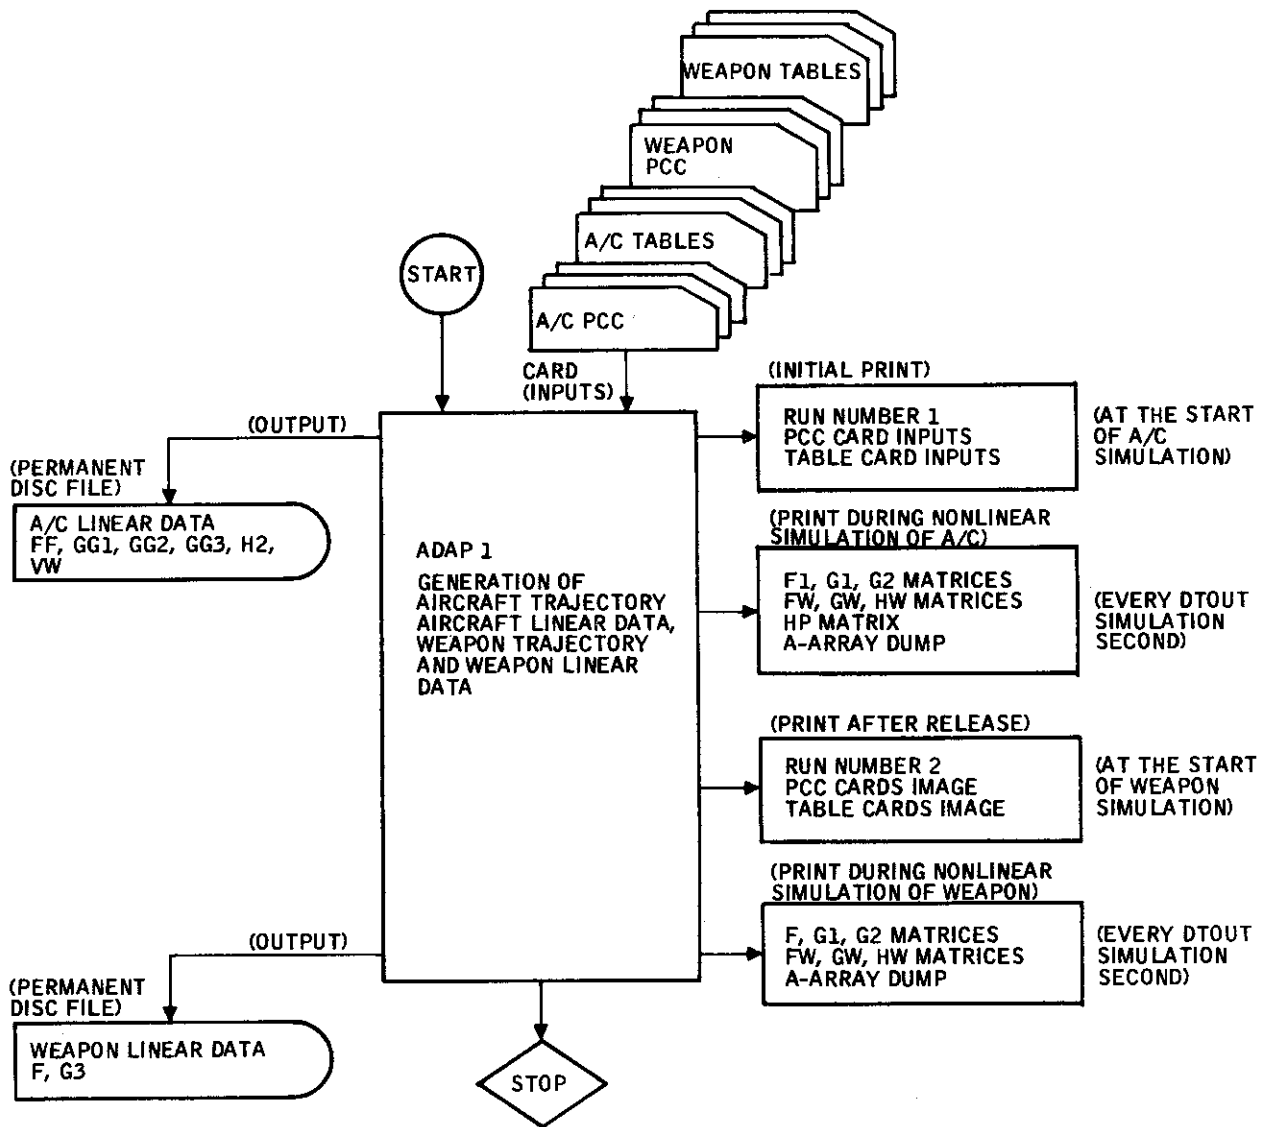 WEAPON TABLES
WEAPON
PCC
A/C TABLES
A/C PCC
START
CARD
(INPUTS)
(OUTPUT)
(PERMANENT
DISC FILE)
A/C LINEAR DATA
FF, GG1, GG2, GG3, H2,
VW
ADAP 1
GENERATION OF
AIRCRAFT TRAJECTORY
AIRCRAFT LINEAR DATA,
WEAPON TRAJECTORY
AND WEAPON LINEAR
DATA
(INITIAL PRINT)
RUN NUMBER 1
PCC CARD INPUTS
TABLE CARD INPUTS
(AT THE START
OF A/C
SIMULATION)
(PRINT DURING NONLINEAR
SIMULATION OF A/C)
F1, G1, G2 MATRICES
FW, GW, HW MATRICES
HP MATRIX
A-ARRAY DUMP
(EVERY DTOUT
SIMULATION
SECOND)
(PRINT AFTER RELEASE)
RUN NUMBER 2
PCC CARDS IMAGE
TABLE CARDS IMAGE
(AT THE START
OF WEAPON
SIMULATION)
(PRINT DURING NONLINEAR
SIMULATION OF WEAPON)
F, G1, G2 MATRICES
FW, GW, HW MATRICES
A-ARRAY DUMP
(EVERY DTOUT
SIMULATION
SECOND)
(OUTPUT)
(PERMANENT
DISC FILE)
WEAPON LINEAR DATA
F, G3
STOP